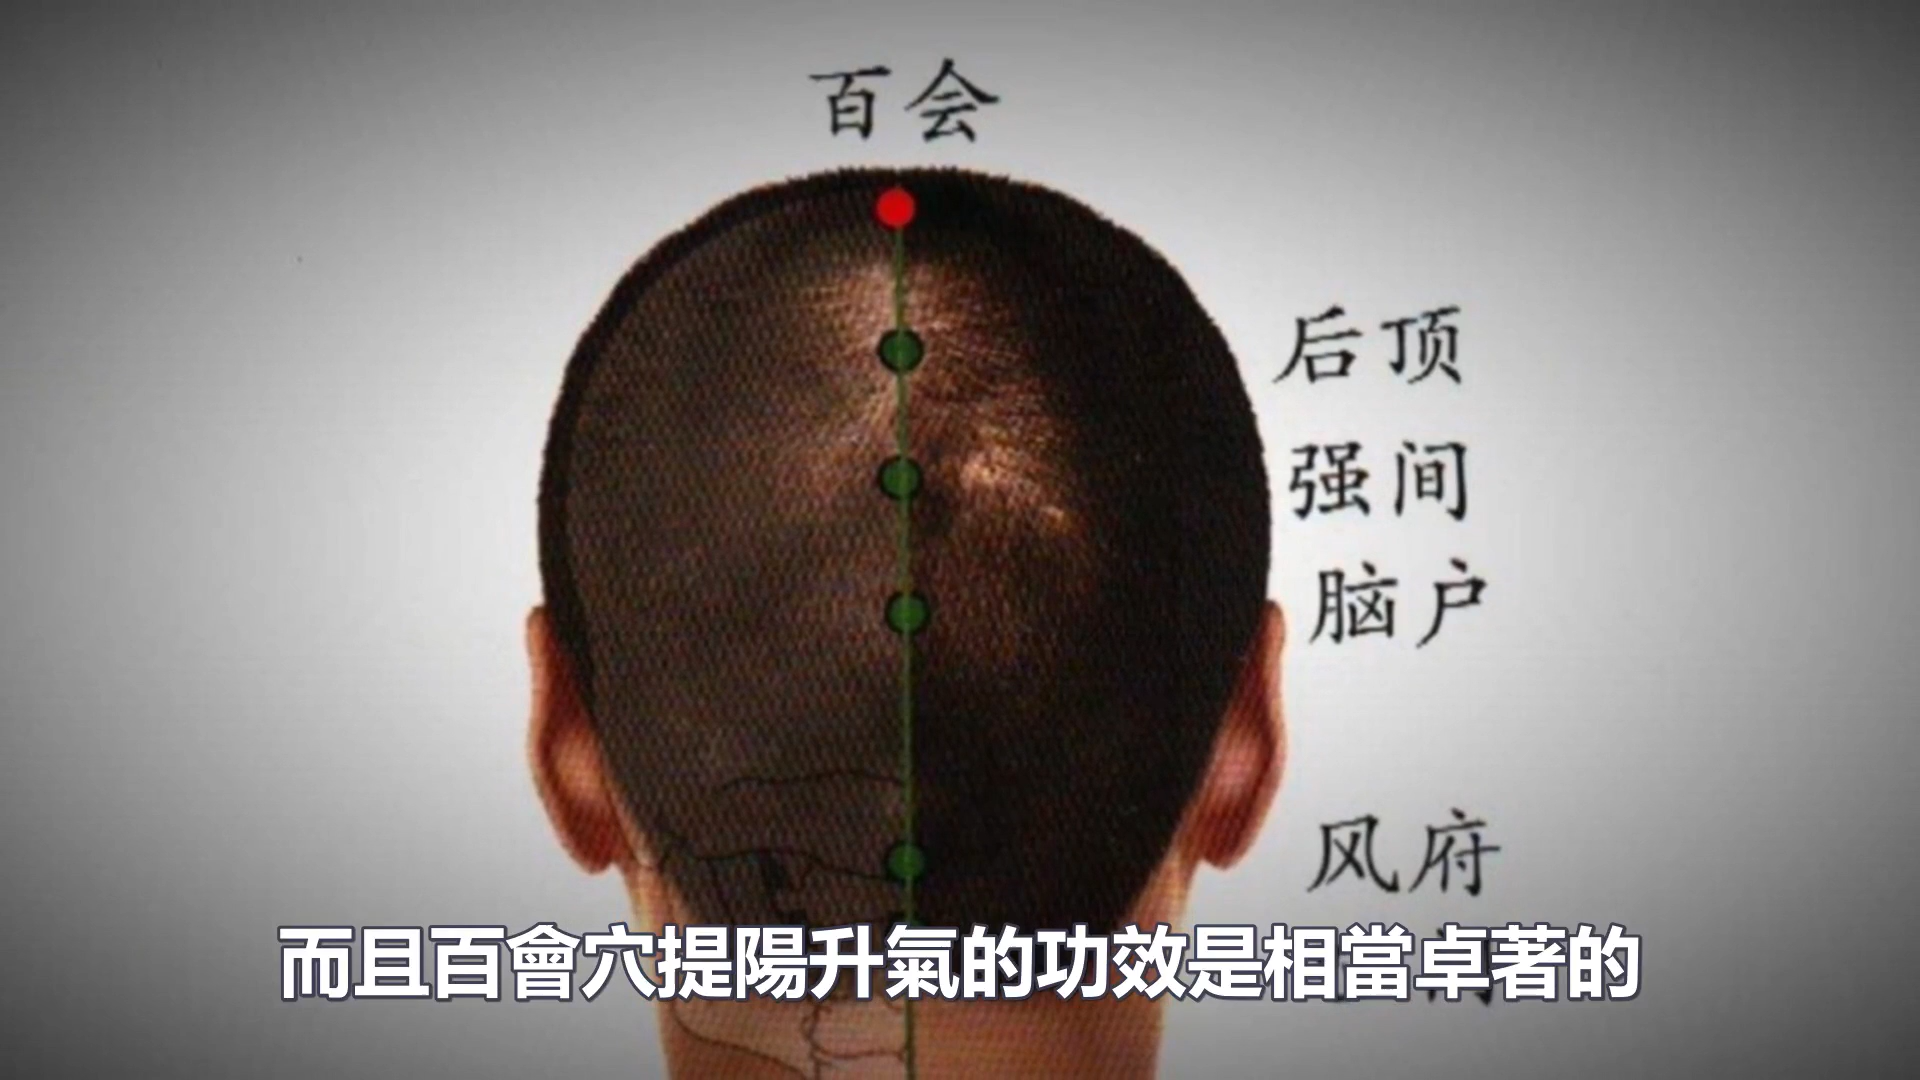 百会
后顶
强间
脑户
风府
而且百會穴提陽升氣的功效是相當卓著的